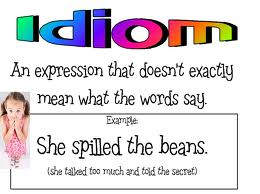 Idiom
An expression that doesn't exactly
mean what the words say.
Example:
She spilled the beans.
(she talked too much and told the secret)